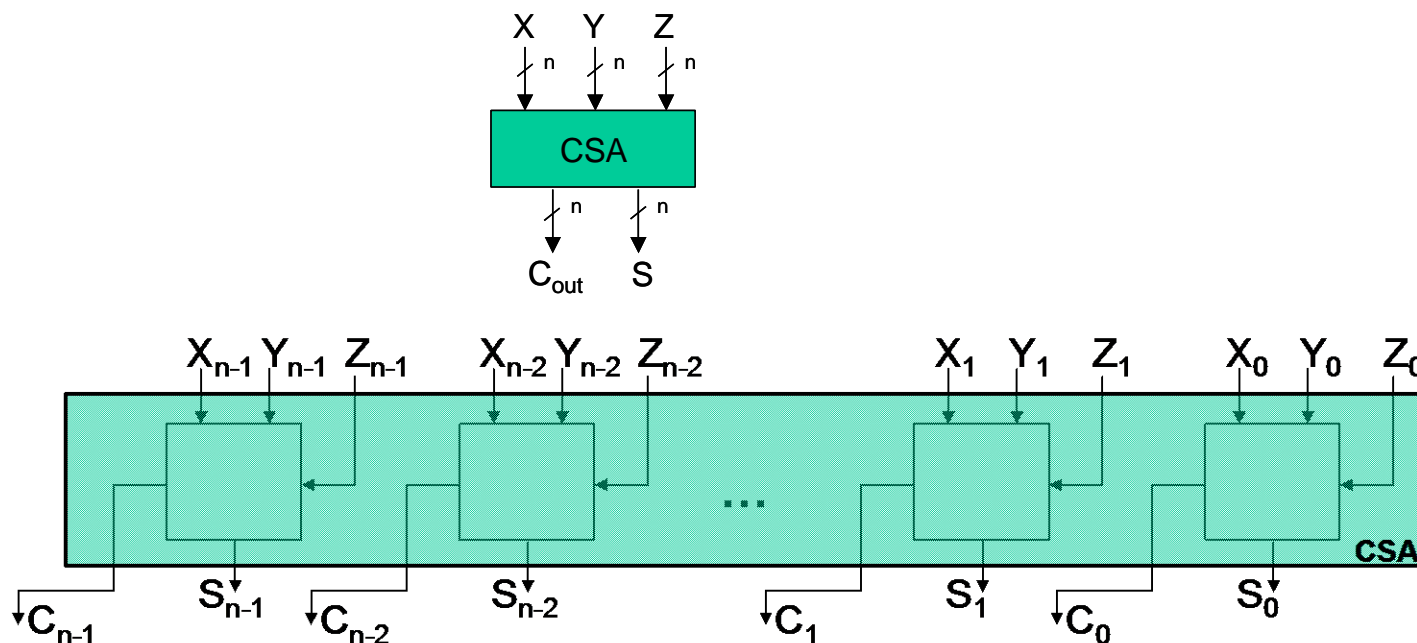 X Y Z
n n n
CSA
n n
Cout S
Xn-1 Yn-1 Zn-1 Xn-2 Yn-2 Zn-2 X1 Y1 Z1 X0 Y0 Z0
...
CSA
Cn-1 Sn-1 Cn-2 Sn-2 C1 S1 C0 S0